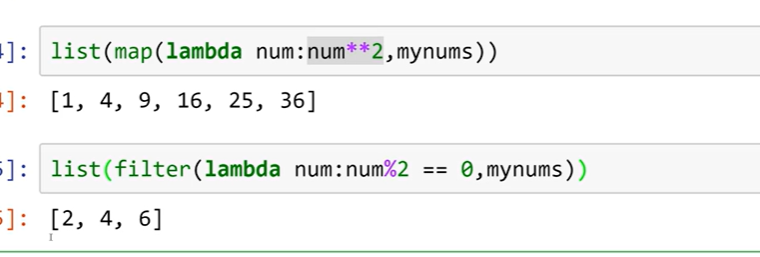 ]: list(map(lambda num:num**2,mynums))
]: [1, 4, 9, 16, 25, 36]
]: list(filter(lambda num:num%2 == 0,mynums))
]: [2, 4, 6]